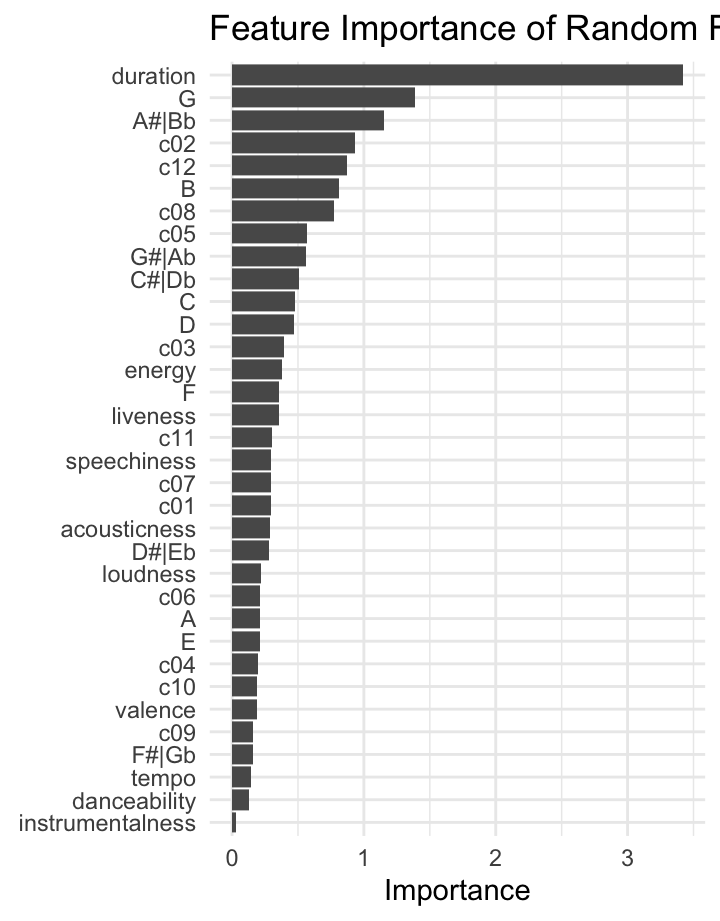 Feature Importance of Random
duration
G
A#|Bb
c02
c12
B
c08
c05
G#|Ab
C#|Db
C
D
c03
energy
F
liveness
c11
speechiness
c07
c01
acousticness
D#|Eb
loudness
c06
A
E
c04
c10
valence
c09
F#|Gb
tempo
danceability
instrumentalness
0 1 2 3
Importance